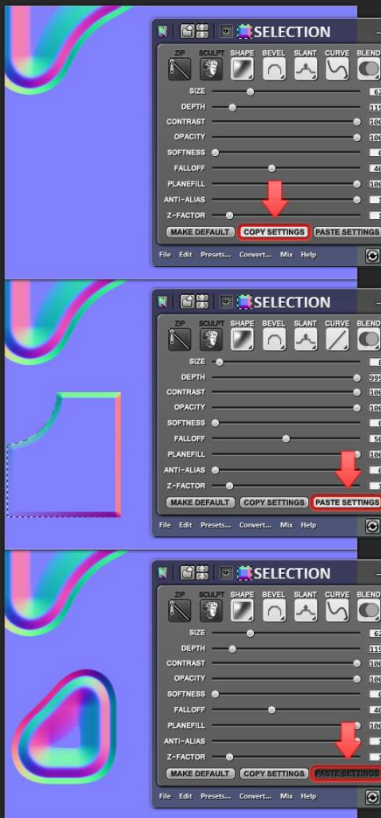 N SELECTION
ZIP SCULPT SHAPE BEVEL SLANT CURVE BLEND
SIZE
DEPTH
CONTRAST
OPACITY
SOFTNESS
FALLOFF
PLANEFILL
ANTI-ALIAS
Z-FACTOR
MAKE DEFAULT COPY SETTINGS PASTE SETTINGS
File Edit Presets... Convert... Mix Help
N SELECTION
ZIP SCULPT SHAPE BEVEL SLANT CURVE BLEND
SIZE
DEPTH
CONTRAST
OPACITY
SOFTNESS
FALLOFF
PLANEFILL
ANTI-ALIAS
Z-FACTOR
MAKE DEFAULT COPY SETTINGS PASTE SETTINGS
File Edit Presets... Convert... Mix Help
N SELECTION
ZIP SCULPT SHAPE BEVEL SLANT CURVE BLEND
SIZE
DEPTH
CONTRAST
OPACITY
SOFTNESS
FALLOFF
PLANEFILL
ANTI-ALIAS
Z-FACTOR
MAKE DEFAULT COPY SETTINGS PASTE SETTINGS
File Edit Presets... Convert... Mix Help